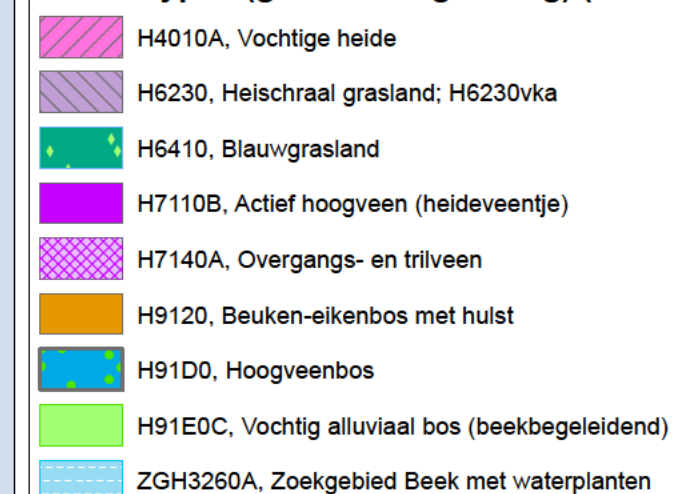 H4010A, Vochtige heide
H6230, Heischraal grasland; H6230vka
H6410, Blauwgrasland
H7110B, Actief hoogveen (heideveentje)
H7140A, Overgangs- en trilveen
H9120, Beuken-eikenbos met hulst
H91D0, Hoogveenbos
H91E0C, Vochtig alluviaal bos (beekbegeleidend)
ZGH3260A, Zoekgebied Beek met waterplanten